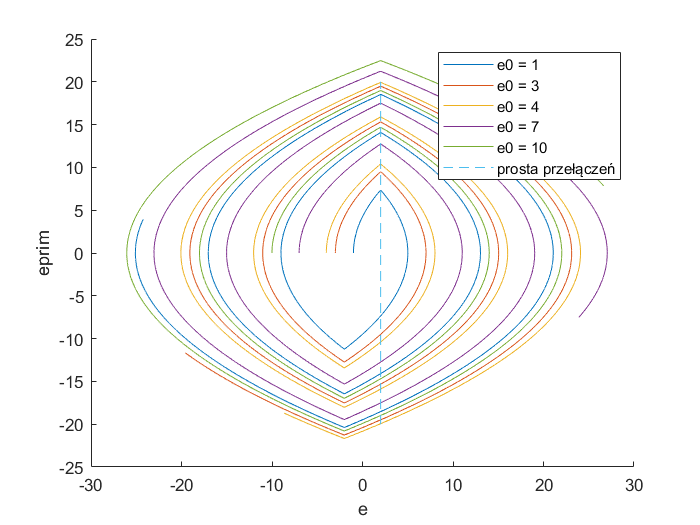 25
20
15
10
5
0
-5
-10
-15
-20
-25
eprim
-30
-20
-10
0
10
20
30
e
e0 = 1
e0 = 3
e0 = 4
e0 = 7
e0 = 10
prosta przełączeń